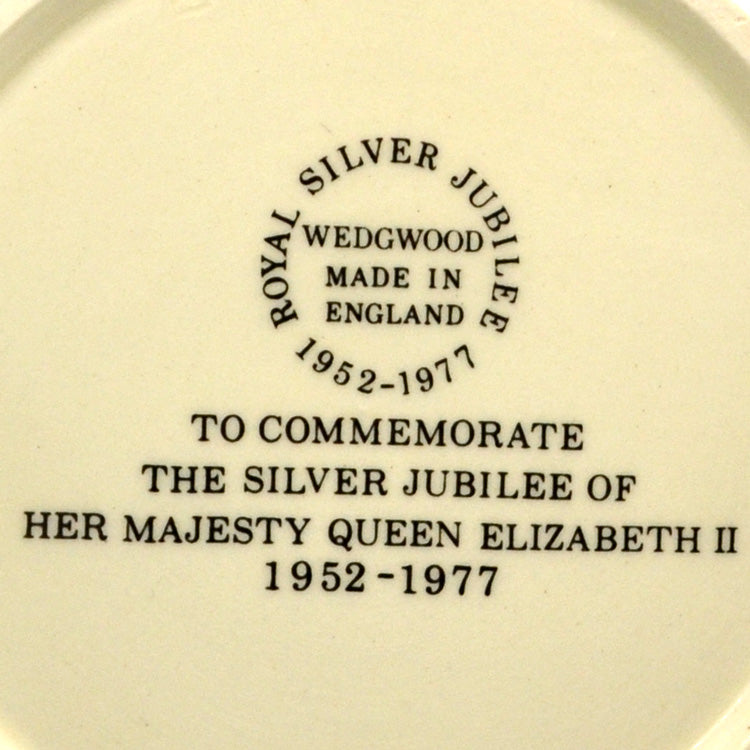 ROYAL SILVER JUBILEE
WEDGWOOD
MADE IN
ENGLAND
1952-1977
TO COMMEMORATE
THE SILVER JUBILEE OF
HER MAJESTY QUEEN ELIZABETH II
1952-1977